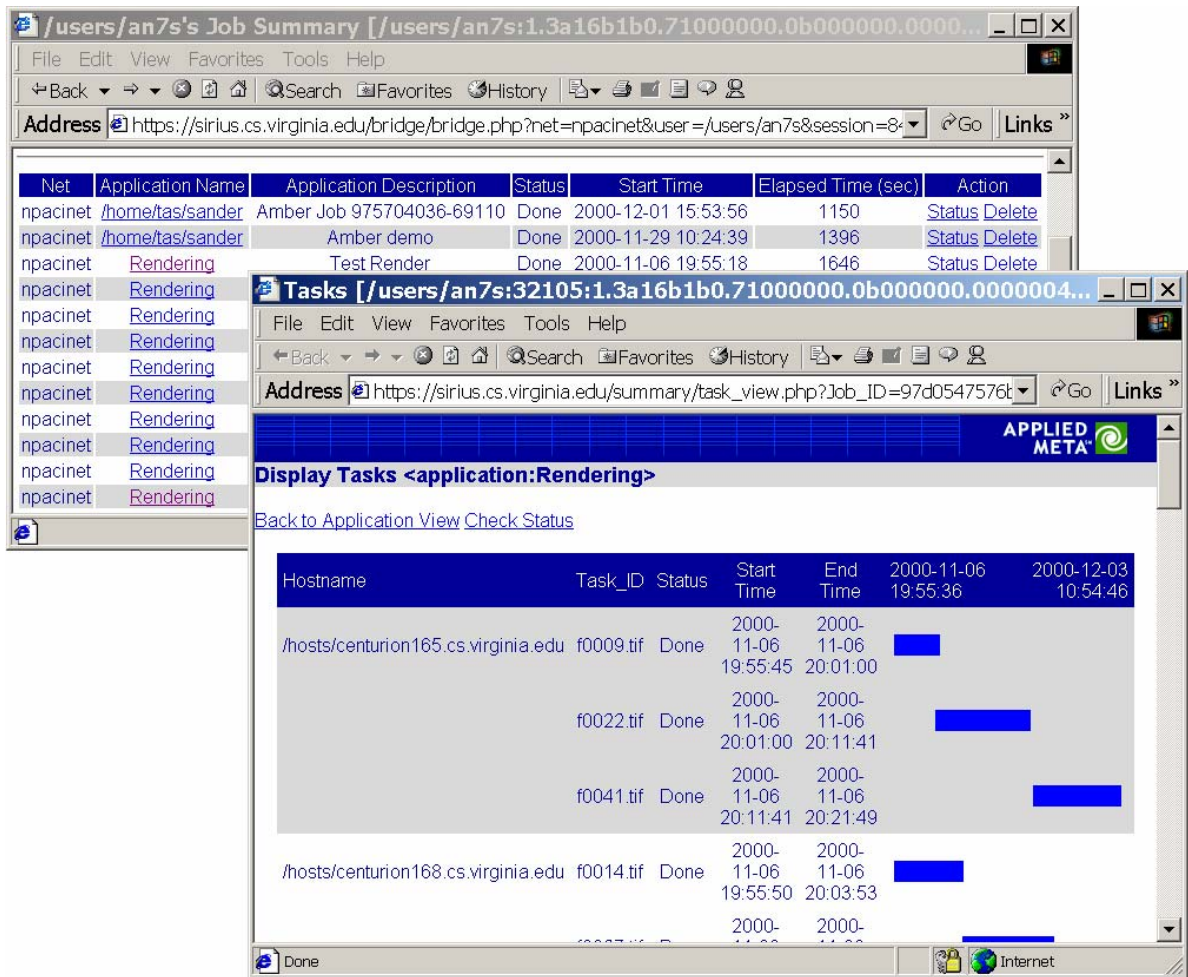 /users/an7s's Job Summary [/users/an7s:1.3a16b1b0.71000000.0b000000.0000...
File Edit View Favorites Tools Help
Back Search Favorites History
Address https://sirius.cs.virginia.edu/bridge/bridge.php?net=npacinet&user=/users/an7s&session=84 Go Links »
Net Application Name Application Description Status Start Time Elapsed Time (sec) Action
npacinet /home/tas/sander Amber Job 975704036-69110 Done 2000-12-01 15:53:56 1150 Status Delete
npacinet /home/tas/sander Amber demo Done 2000-11-29 10:24:39 1396 Status Delete
npacinet Rendering Test Render Done 2000-11-06 19:55:18 1646 Status Delete
npacinet Rendering
npacinet Rendering
npacinet Rendering
npacinet Rendering
npacinet Rendering
npacinet Rendering
npacinet Rendering
npacinet Rendering
npacinet Rendering
Tasks [/users/an7s:32105:1.3a16b1b0.71000000.0b000000.0000004...
File Edit View Favorites Tools Help
Back Search Favorites History
Address https://sirius.cs.virginia.edu/summary/task_view.php?Job_ID=97d0547576b Go Links »
APPLIED
META™
Display Tasks <application:Rendering>
Back to Application View Check Status
Hostname Task_ID Status Start Time End Time 2000-11-06 19:55:36 2000-12-03 10:54:46
/hosts/centurion165.cs.virginia.edu f0009.tif Done 2000-11-06 19:55:45 2000-11-06 20:01:00
f0022.tif Done 2000-11-06 20:01:00 2000-11-06 20:11:41
f0041.tif Done 2000-11-06 20:11:41 2000-11-06 20:21:49
/hosts/centurion168.cs.virginia.edu f0014.tif Done 2000-11-06 19:55:50 2000-11-06 20:03:53
2000- 2000-
Done Internet